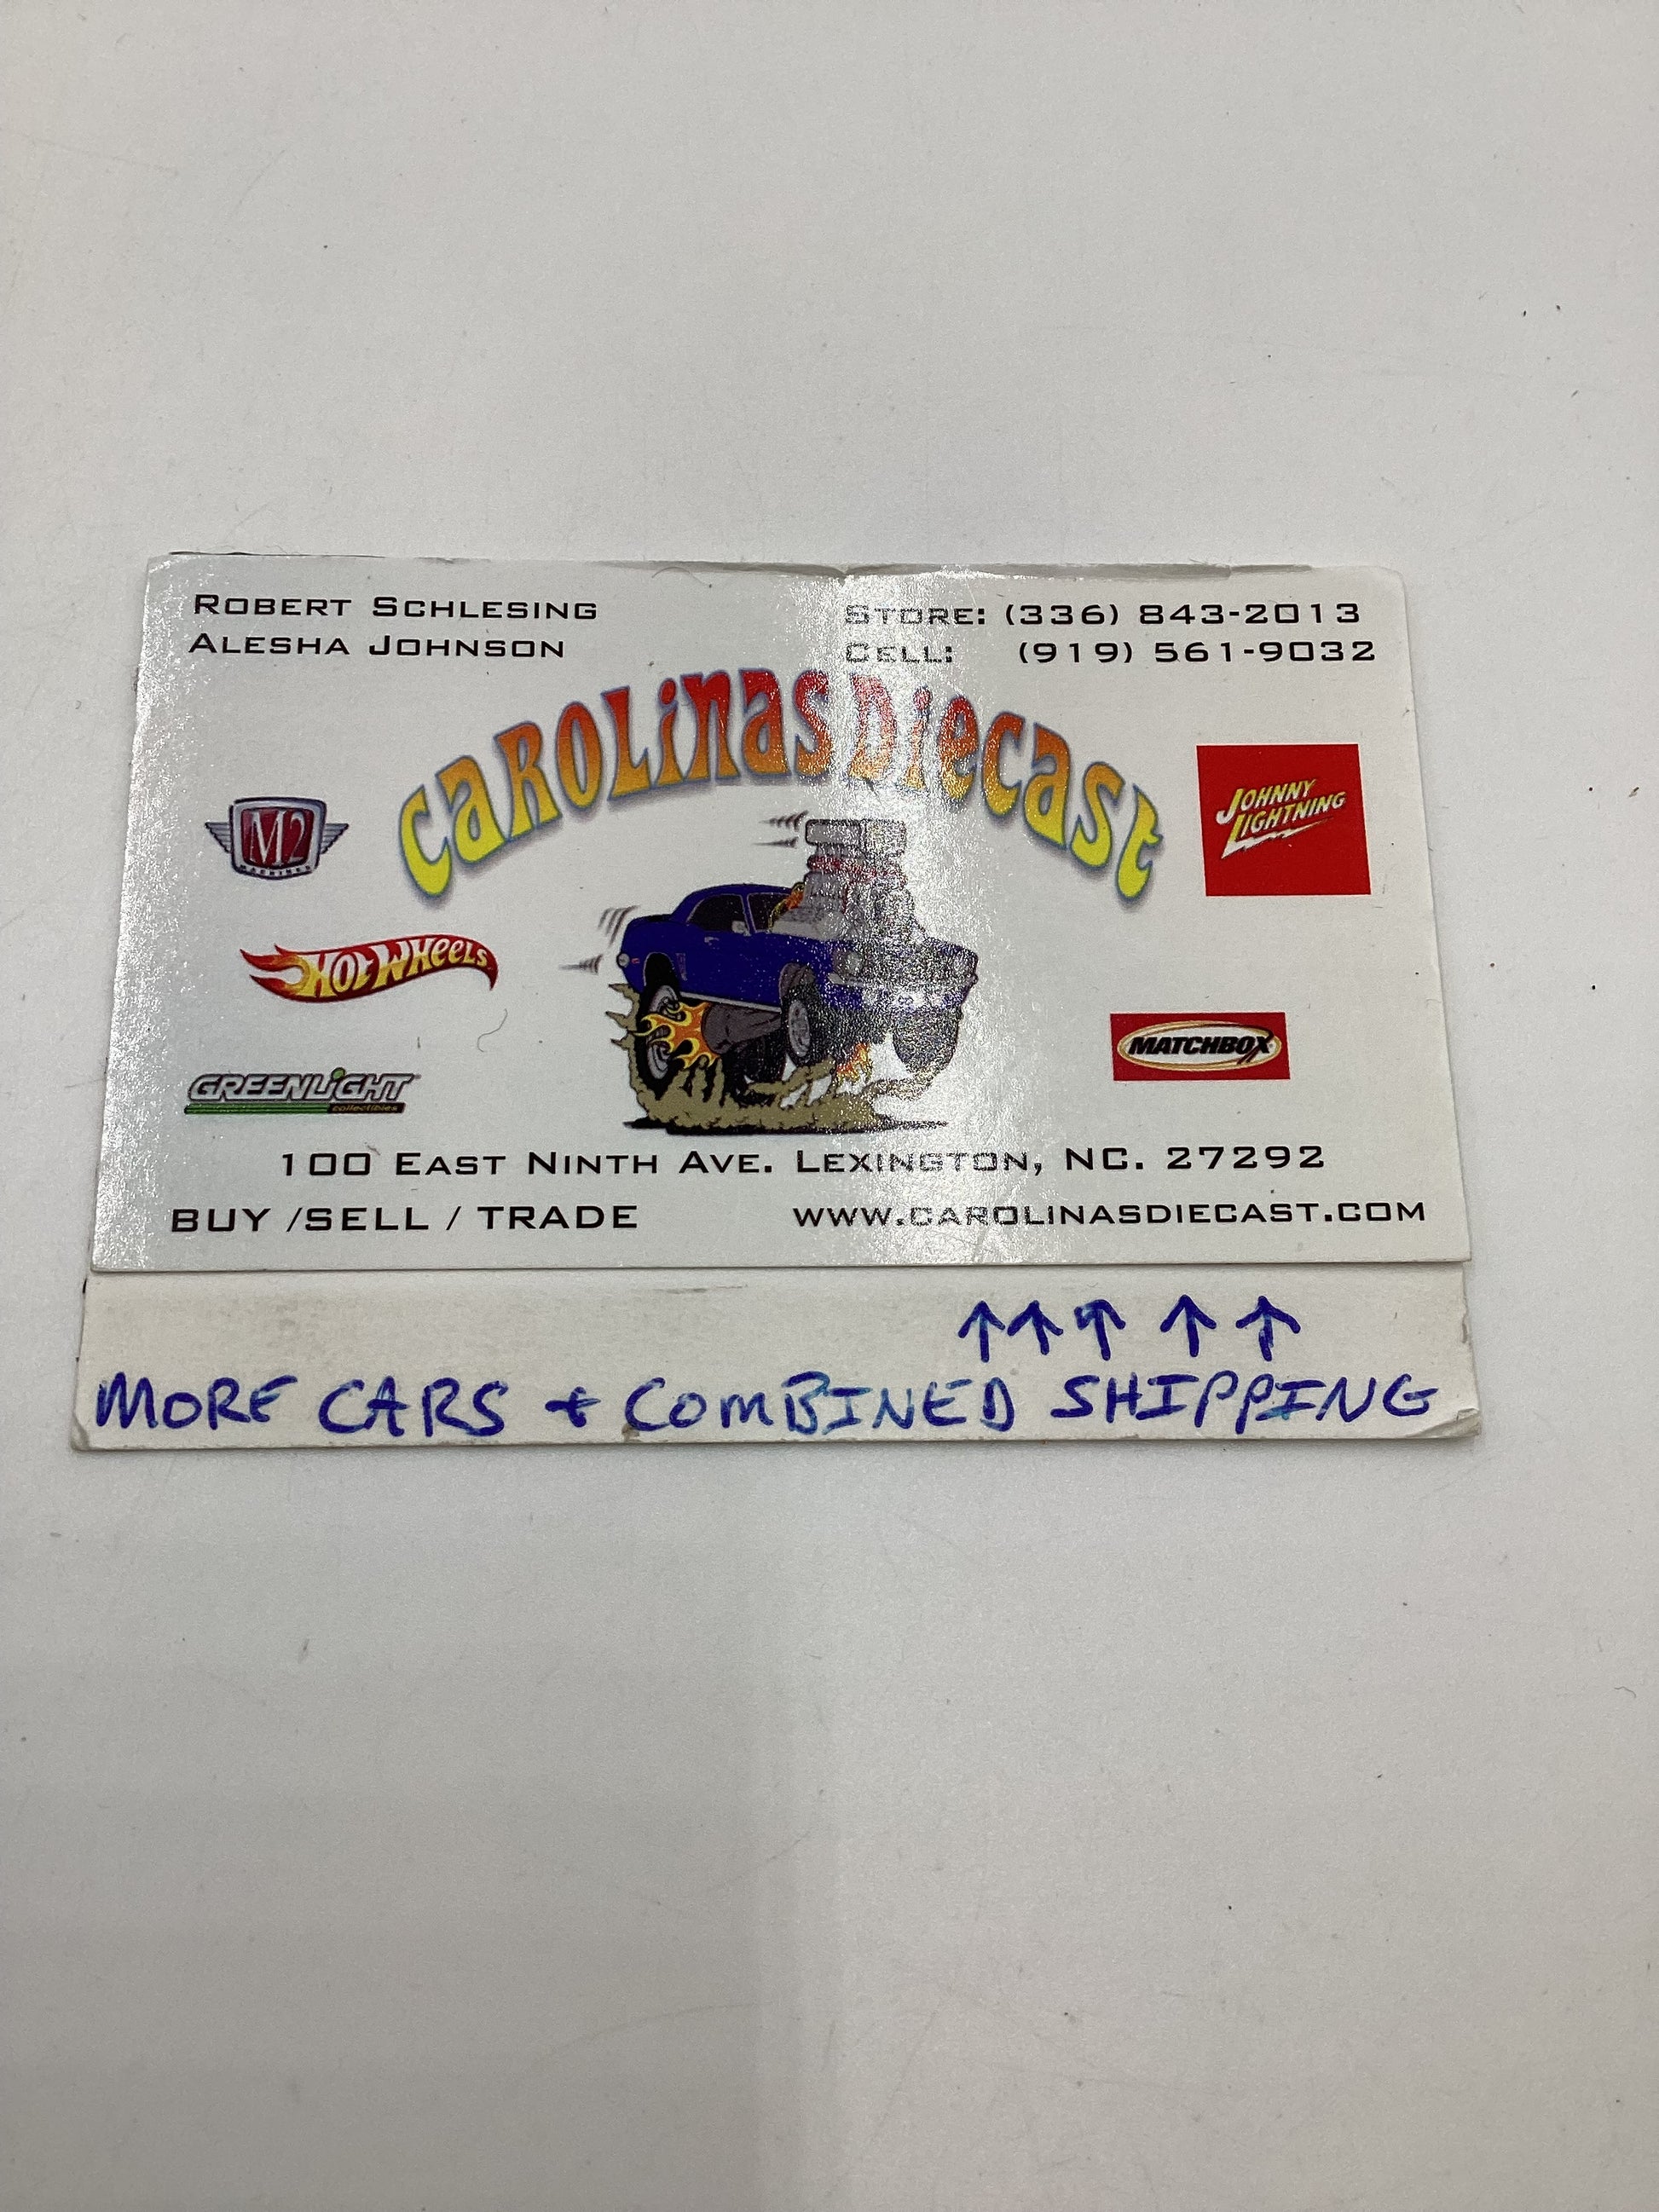 ROBERT SCHLESING
ALESHA JOHNSON
STORE: (336) 843-2013
CELL: (919) 561-9032
CAROLINAS DIECAST
M2
MACHINES
JOHNNY
LIGHTNING
HOT WHEELS
MATCHBOX
GREENLIGHT
collectibles
100 EAST NINTH AVE. LEXINGTON, NC. 27292
BUY /SELL / TRADE
WWW.CAROLINASDIECAST.COM
↑↑↑↑↑
MORE CARS + COMBINED SHIPPING